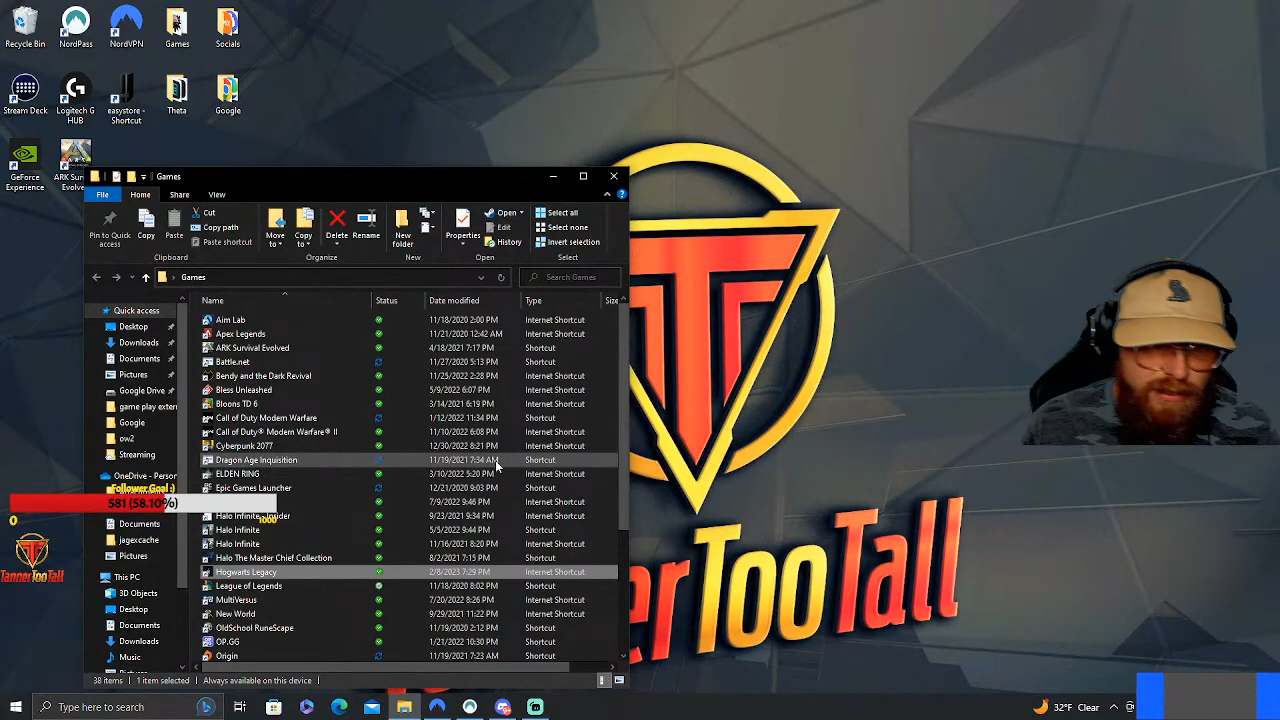 Recycle Bin
NordPass
NordVPN
Games
Socials
Stream Deck
Logitech G
HUB
easystore -
Shortcut
Theta
Google
GeForce
Experience
ARK Sur
Evolve
Games
File
Home
Share
View
Pin to Quick
access
Copy
Paste
Cut
Copy path
Paste shortcut
Clipboard
Move
to
Copy
to
Delete
Rename
Organize
New
folder
New
Properties
Open
Edit
History
Open
Select all
Select none
Invert selection
Select
Games
Search Games
Name
Status
Date modified
Type
Size
Quick access
Desktop
Downloads
Documents
Pictures
Google Drive
game play extern
Google
ow2
Streaming
OneDrive - Person
Documents
jagexcache
Pictures
This PC
3D Objects
Desktop
Documents
Downloads
Music
Aim Lab 11/18/2020 2:00 PM Internet Shortcut
Apex Legends 11/21/2020 12:42 AM Internet Shortcut
ARK Survival Evolved 4/18/2021 7:17 PM Shortcut
Battle.net 11/27/2020 5:13 PM Shortcut
Bendy and the Dark Revival 11/25/2022 2:28 PM Internet Shortcut
Bless Unleashed 5/9/2022 6:07 PM Internet Shortcut
Bloons TD 6 3/14/2021 6:19 PM Internet Shortcut
Call of Duty Modern Warfare 1/12/2022 11:34 PM Shortcut
Call of Duty® Modern Warfare® II 11/10/2022 6:08 PM Internet Shortcut
Cyberpunk 2077 12/30/2022 8:21 PM Internet Shortcut
Dragon Age Inquisition 11/19/2021 7:34 AM Shortcut
ELDEN RING 3/10/2022 5:20 PM Internet Shortcut
Epic Games Launcher 12/21/2020 9:03 PM Shortcut
7/9/2022 9:46 PM Internet Shortcut
Halo Infinite Insider 9/23/2021 9:34 PM Internet Shortcut
Halo Infinite 5/5/2022 9:44 PM Internet Shortcut
Halo Infinite 11/16/2021 8:20 PM Internet Shortcut
Halo The Master Chief Collection 8/2/2021 7:15 PM Shortcut
Hogwarts Legacy 2/8/2023 7:29 PM Internet Shortcut
League of Legends 11/18/2020 8:02 PM Shortcut
MultiVersus 7/20/2022 8:26 PM Internet Shortcut
New World 9/29/2021 11:22 PM Internet Shortcut
OldSchool RuneScape 11/19/2020 2:12 PM Shortcut
OP.GG 1/21/2022 10:30 PM Shortcut
Origin 11/19/2021 7:23 AM Shortcut
38 items
1 item selected
Always available on this device
Follower Goal :)
581 (58.10%)
0
1000
TannerTooTall
nnerTooTall
Type here to search
32°F Clear